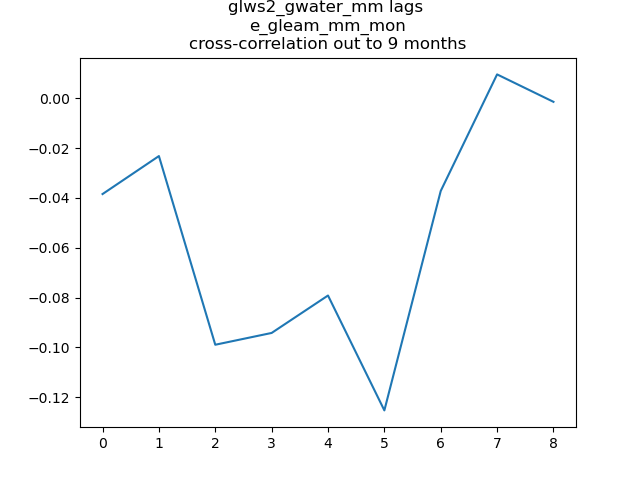 glws2_gwater_mm lags
e_gleam_mm_mon
cross-correlation out to 9 months
0.00
−0.02
−0.04
−0.06
−0.08
−0.10
−0.12
0 1 2 3 4 5 6 7 8